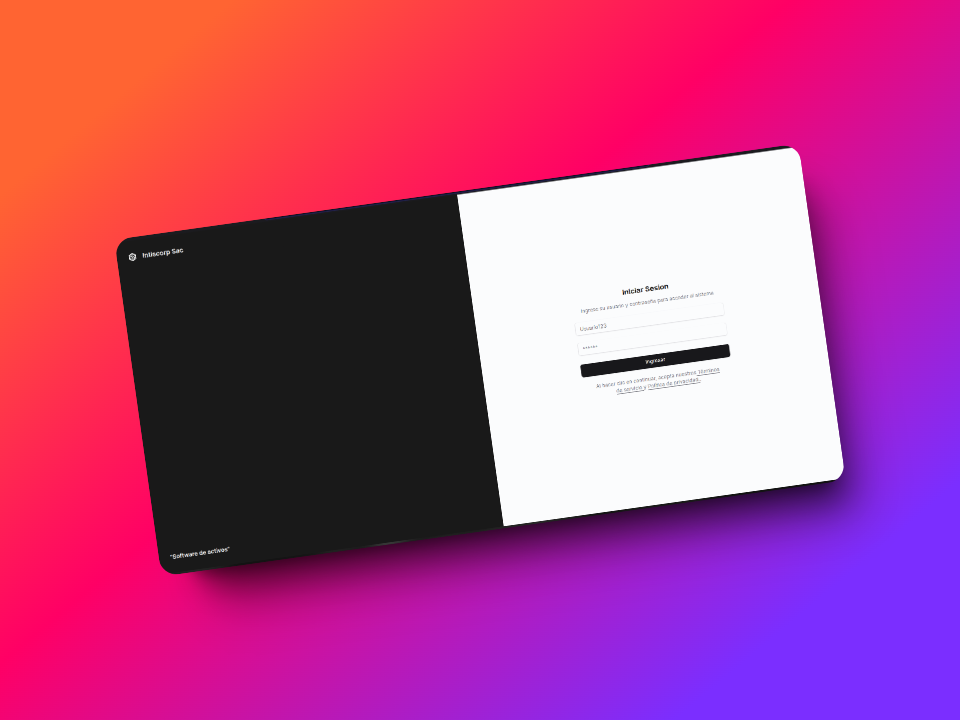 Intiscorp Sac
Iniciar Sesion
Ingrese su usuario y contraseña para acceder al sistema
Usuario123
Ingresar
Al hacer clic en continuar, acepta nuestros Términos
de servicio y Política de privacidad.
"Software de activos"